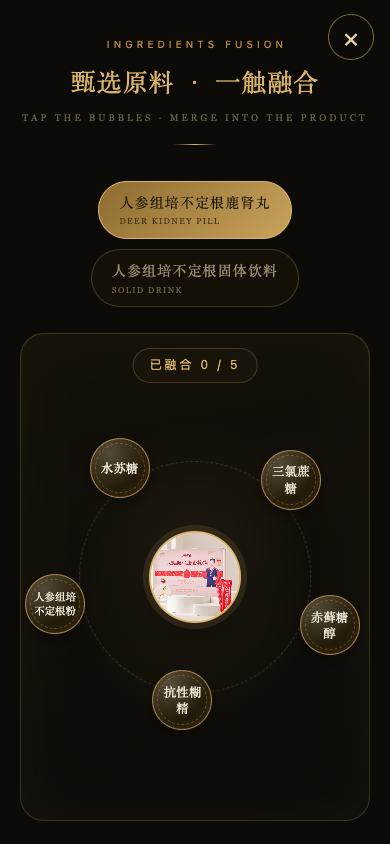 INGREDIENTS FUSION
甄选原料 · 一触融合
TAP THE BUBBLES · MERGE INTO THE PRODUCT
人参组培不定根鹿肾丸
DEER KIDNEY PILL
人参组培不定根固体饮料
SOLID DRINK
已融合 0 / 5
水苏糖
三氯蔗
糖
人参组培
不定根粉
赤藓糖
醇
抗性糊
精